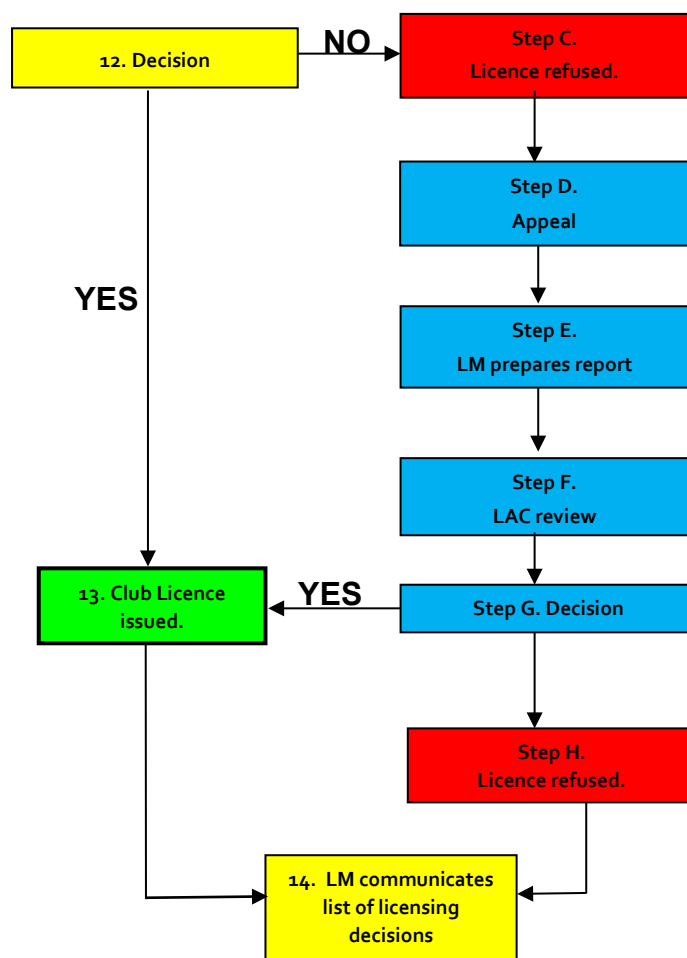 12. Decision
NO
Step C.
Licence refused.
Step D.
Appeal
YES
Step E.
LM prepares report
Step F.
LAC review
13. Club Licence
issued.
YES
Step G. Decision
Step H.
Licence refused.
14. LM communicates
list of licensing
decisions